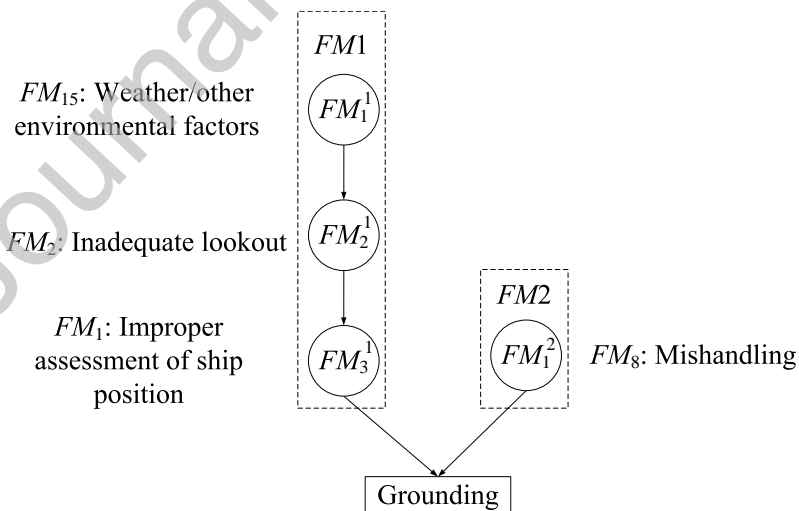 FM1
FM₁₅: Weather/other
environmental factors
FM₁¹
FM₂: Inadequate lookout
FM₂¹
FM₁: Improper
assessment of ship
position
FM₃¹
FM2
FM₁²
FM₈: Mishandling
Grounding
Journal